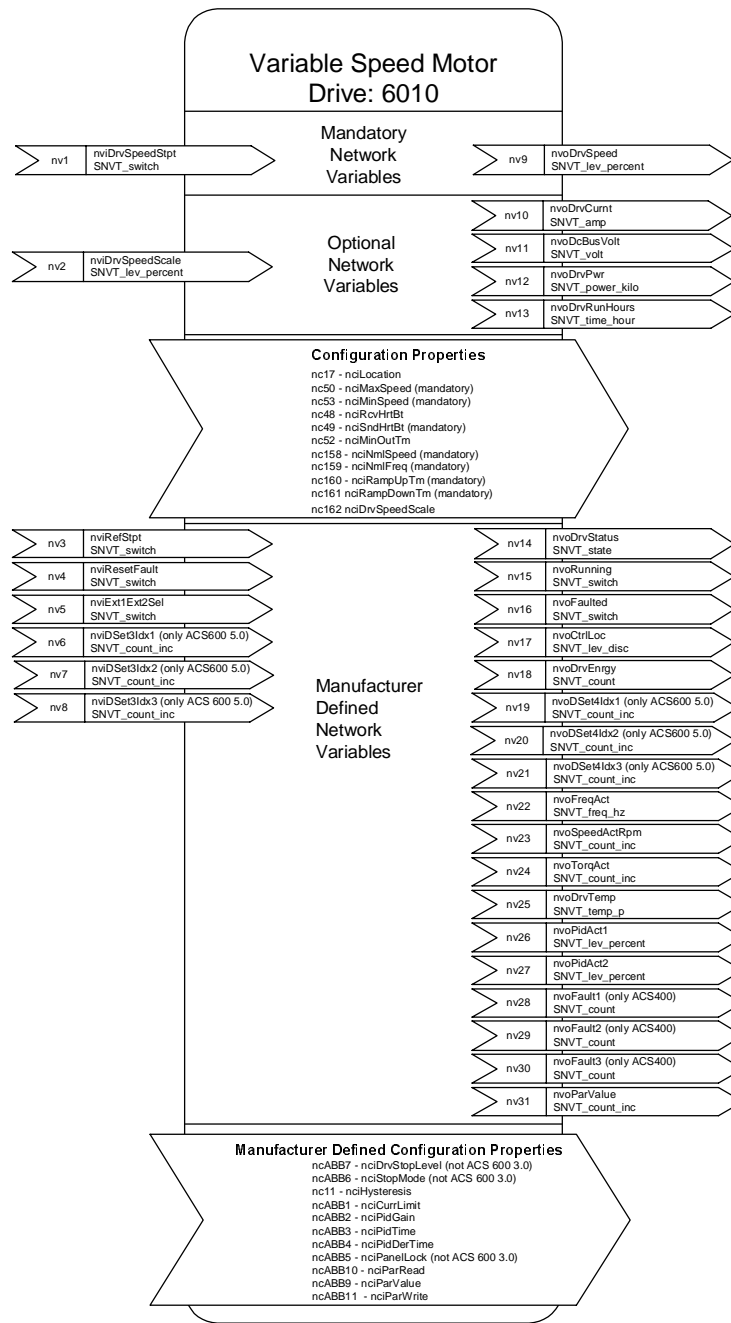 Variable Speed Motor
Drive: 6010
Mandatory
Network
Variables
nv1
nviDrvSpeedStpt
SNVT_switch
nv9
nvoDrvSpeed
SNVT_lev_percent
Optional
Network
Variables
nv2
nviDrvSpeedScale
SNVT_lev_percent
nv10
nvoDrvCurnt
SNVT_amp
nv11
nvoDcBusVolt
SNVT_volt
nv12
nvoDrvPwr
SNVT_power_kilo
nv13
nvoDrvRunHours
SNVT_time_hour
Configuration Properties
nc17 - nciLocation
nc50 - nciMaxSpeed (mandatory)
nc53 - nciMinSpeed (mandatory)
nc48 - nciRcvHrtBt
nc49 - nciSndHrtBt (mandatory)
nc52 - nciMinOutTm
nc158 - nciNmlSpeed (mandatory)
nc159 - nciNmlFreq (mandatory)
nc160 - nciRampUpTm (mandatory)
nc161 nciRampDownTm (mandatory)
nc162 nciDrvSpeedScale
Manufacturer
Defined
Network
Variables
nv3
nviRefStpt
SNVT_switch
nv4
nviResetFault
SNVT_switch
nv5
nviExt1Ext2Sel
SNVT_switch
nv6
nviDSet3Idx1 (only ACS600 5.0)
SNVT_count_inc
nv7
nviDSet3Idx2 (only ACS600 5.0)
SNVT_count_inc
nv8
nviDSet3Idx3 (only ACS 600 5.0)
SNVT_count_inc
nv14
nvoDrvStatus
SNVT_state
nv15
nvoRunning
SNVT_switch
nv16
nvoFaulted
SNVT_switch
nv17
nvoCtrlLoc
SNVT_lev_disc
nv18
nvoDrvEnrgy
SNVT_count
nv19
nvoDSet4Idx1 (only ACS600 5.0)
SNVT_count_inc
nv20
nvoDSet4Idx2 (only ACS600 5.0)
SNVT_count_inc
nv21
nvoDSet4Idx3 (only ACS600 5.0)
SNVT_count_inc
nv22
nvoFreqAct
SNVT_freq_hz
nv23
nvoSpeedActRpm
SNVT_count_inc
nv24
nvoTorqAct
SNVT_count_inc
nv25
nvoDrvTemp
SNVT_temp_p
nv26
nvoPidAct1
SNVT_lev_percent
nv27
nvoPidAct2
SNVT_lev_percent
nv28
nvoFault1 (only ACS400)
SNVT_count
nv29
nvoFault2 (only ACS400)
SNVT_count
nv30
nvoFault3 (only ACS400)
SNVT_count
nv31
nvoParValue
SNVT_count_inc
Manufacturer Defined Configuration Properties
ncABB7 - nciDrvStopLevel (not ACS 600 3.0)
ncABB6 - nciStopMode (not ACS 600 3.0)
nc11 - nciHysteresis
ncABB1 - nciCurrLimit
ncABB2 - nciPidGain
ncABB3 - nciPidTime
ncABB4 - nciPidDerTime
ncABB5 - nciPanelLock (not ACS 600 3.0)
ncABB10 - nciParRead
ncABB9 - nciParValue
ncABB11 - nciParWrite